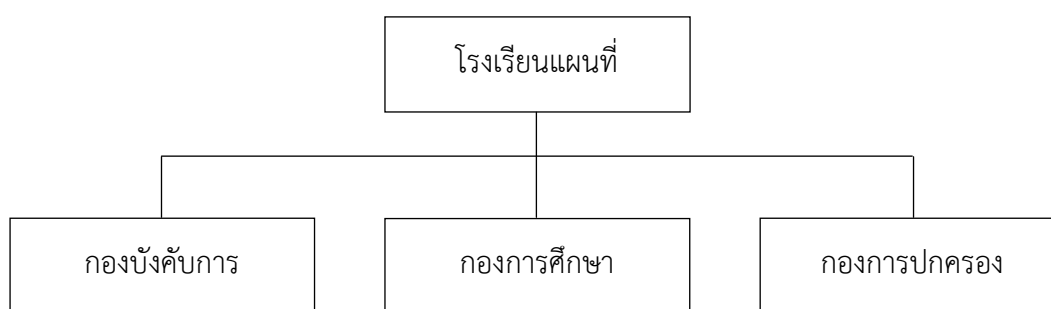 โรงเรียนแผนที่
กองบังคับการ
กองการศึกษา
กองการปกครอง